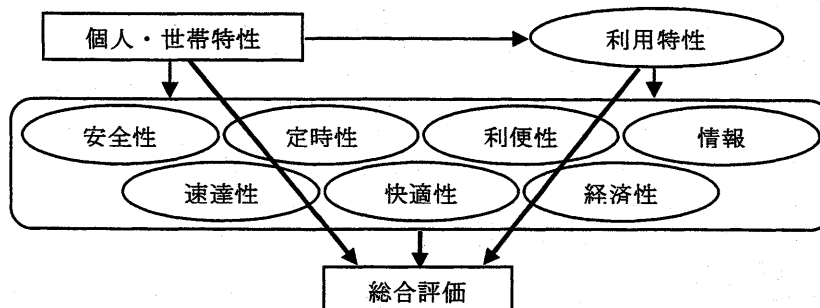 個人・世帯特性
利用特性
安全性
定時性
利便性
情報
速達性
快適性
経済性
総合評価